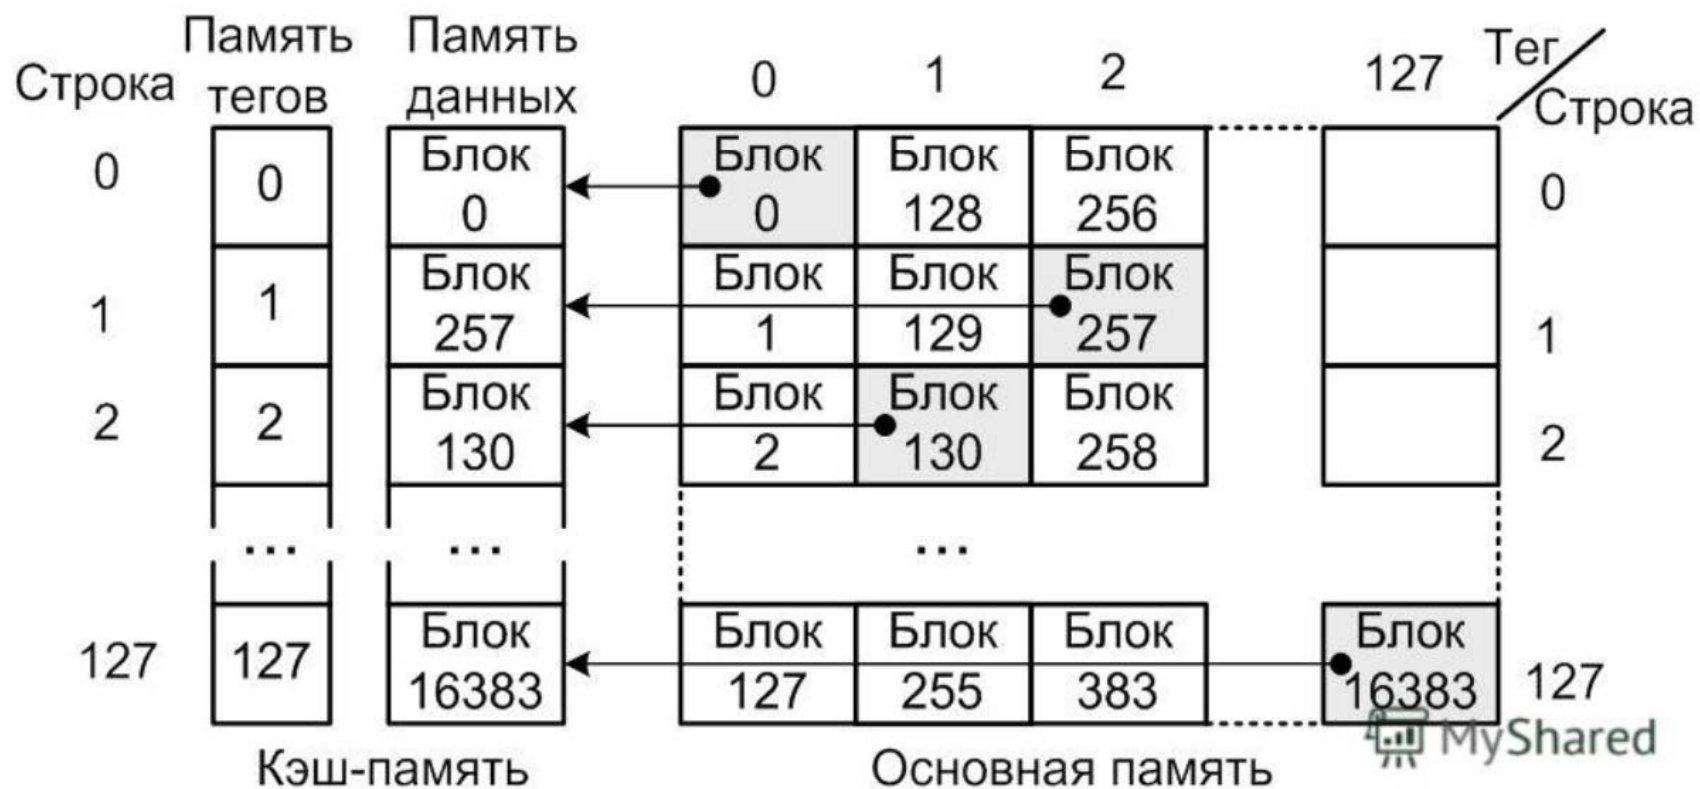 Память Память
Строка тегов данных 0 1 2 127 Тег
Строка
0 0 Блок Блок Блок Блок 0
0 0 128 256
1 1 Блок Блок Блок Блок 1
257 1 129 257
2 2 Блок Блок Блок Блок 2
130 2 130 258
... ... ...
127 127 Блок Блок Блок Блок Блок 127
16383 127 255 383 16383
MyShared
Кэш-память Основная память